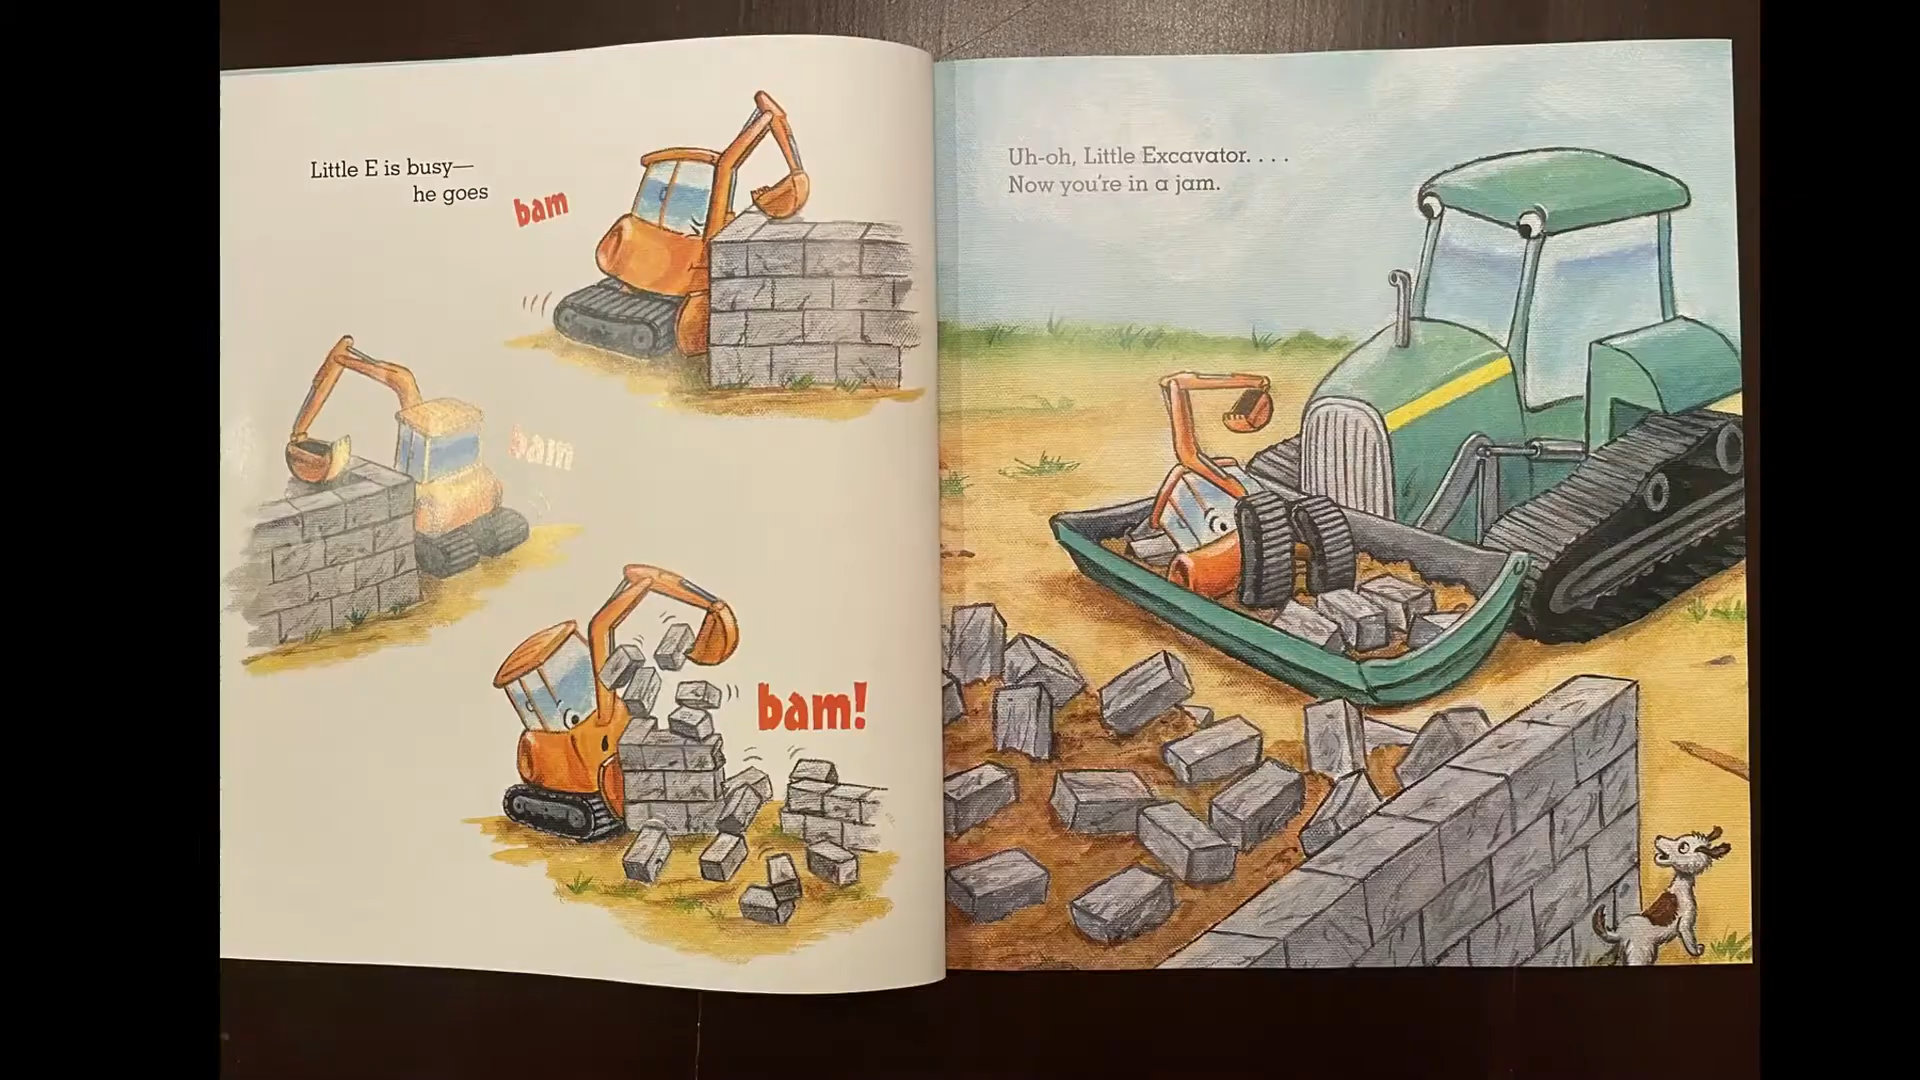 Little E is busy—
he goes
bam
bam
bam!
Uh-oh, Little Excavator. . . .
Now you're in a jam.